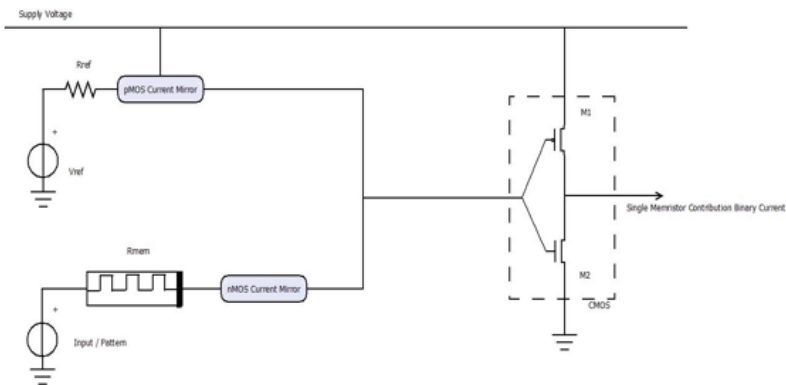 Supply Voltage
Rref
pMOS Current Mirror
M1
+
Vref
Single Memristor Contribution Binary Current
Rmem
nMOS Current Mirror
M2
CMOS
+
Input / Pattern